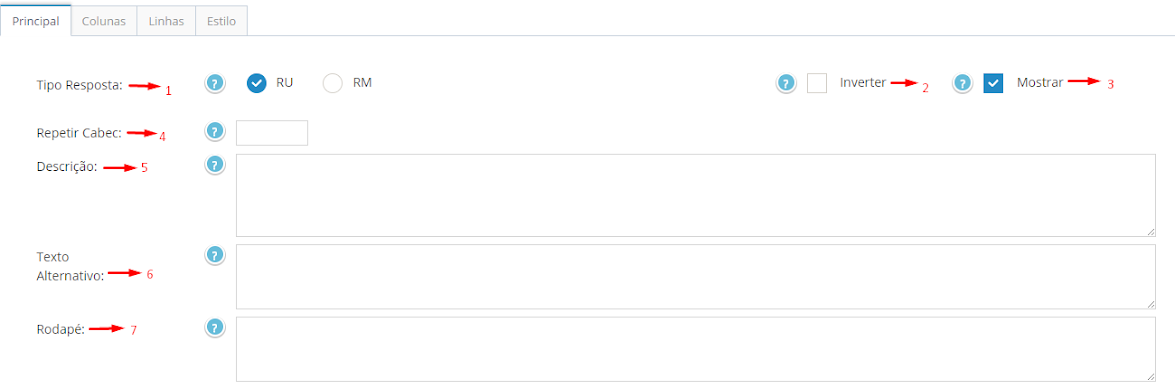 Principal Colunas Linhas Estilo
Tipo Resposta: 1 ? RU RM ? Inverter 2 ? Mostrar 3
Repetir Cabec: 4 ?
Descrição: 5 ?
Texto
Alternativo: 6 ?
Rodapé: 7 ?